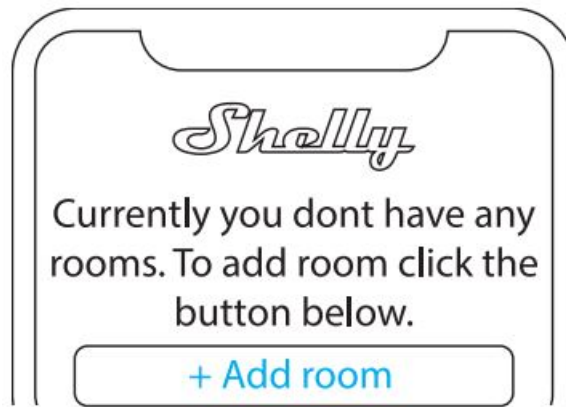 Shelly
Currently you dont have any
rooms. To add room click the
button below.
+ Add room